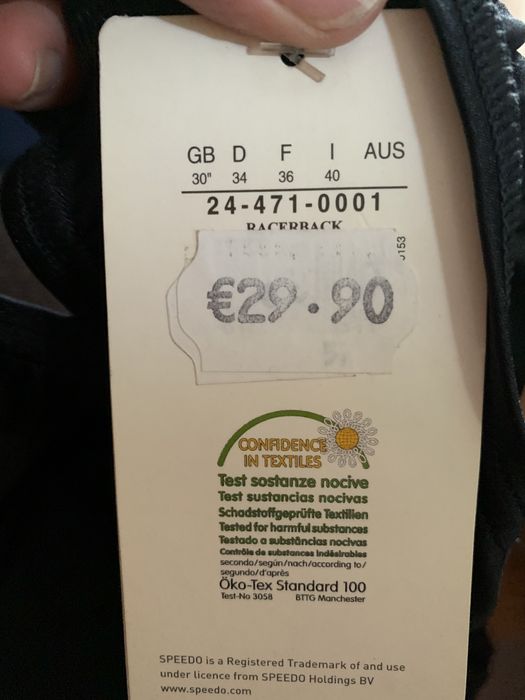 GB D F I AUS
30" 34 36 40
24-471-0001
RACERBACK
€29.90
CONFIDENCE
IN TEXTILES
Test sostanze nocive
Test sustancias nocivas
Schadstoffgeprüfte Textilien
Tested for harmful substances
Testado a substâncias nocivas
Contrôle de substances indésirables
secondo/según/nach/according to/
segundo/d'après
Öko-Tex Standard 100
Test-No 3058 BTTG Manchester
SPEEDO is a Registered Trademark of and use
under licence from SPEEDO Holdings BV
www.speedo.com